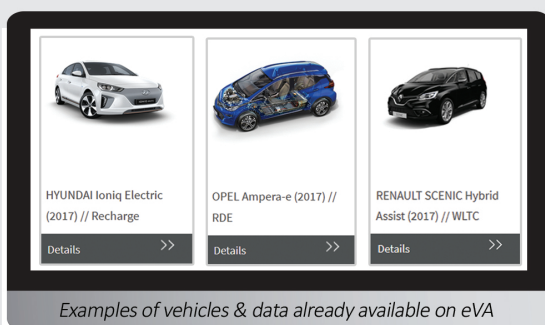 HYUNDAI Ioniq Electric
(2017) // Recharge
Details >>
OPEL Ampera-e (2017) //
RDE
Details >>
RENAULT SCENIC Hybrid
Assist (2017) // WLTC
Details >>
Examples of vehicles & data already available on eVA